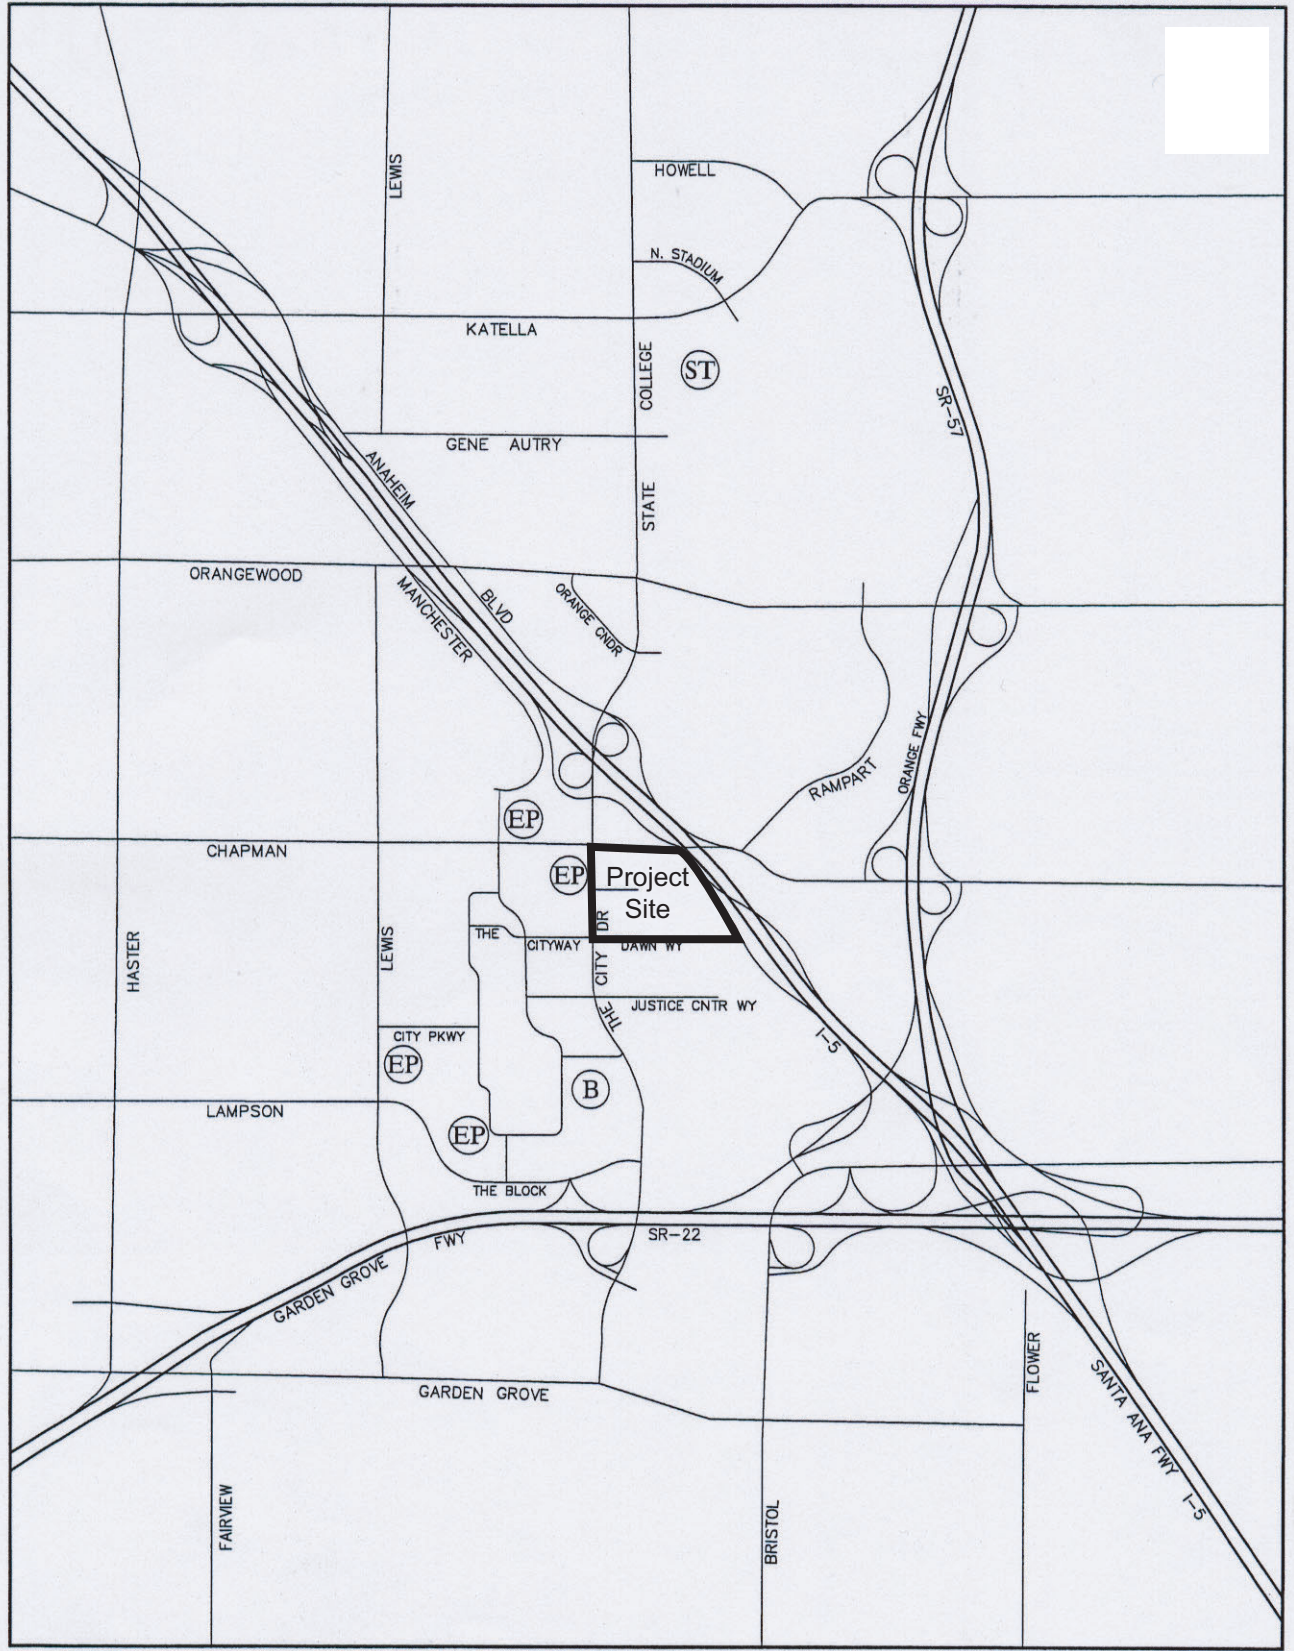 LEWIS
HOWELL
N. STADIUM
KATELLA
COLLEGE
ST
SR-57
GENE AUTRY
ANAHEIM
STATE
ORANGEWOOD
MANCHESTER
BLVD
ORANGE CNDR
ORANGE FWY
RAMPART
EP
CHAPMAN
EP
Project
Site
HASTER
LEWIS
THE
CITYWAY
DR
DAWN WY
CITY
THE
JUSTICE CNTR WY
CITY PKWY
I-5
EP
B
LAMPSON
EP
THE BLOCK
SR-22
GARDEN GROVE
FWY
GARDEN GROVE
FLOWER
SANTA ANA FWY
I-5
FAIRVIEW
BRISTOL